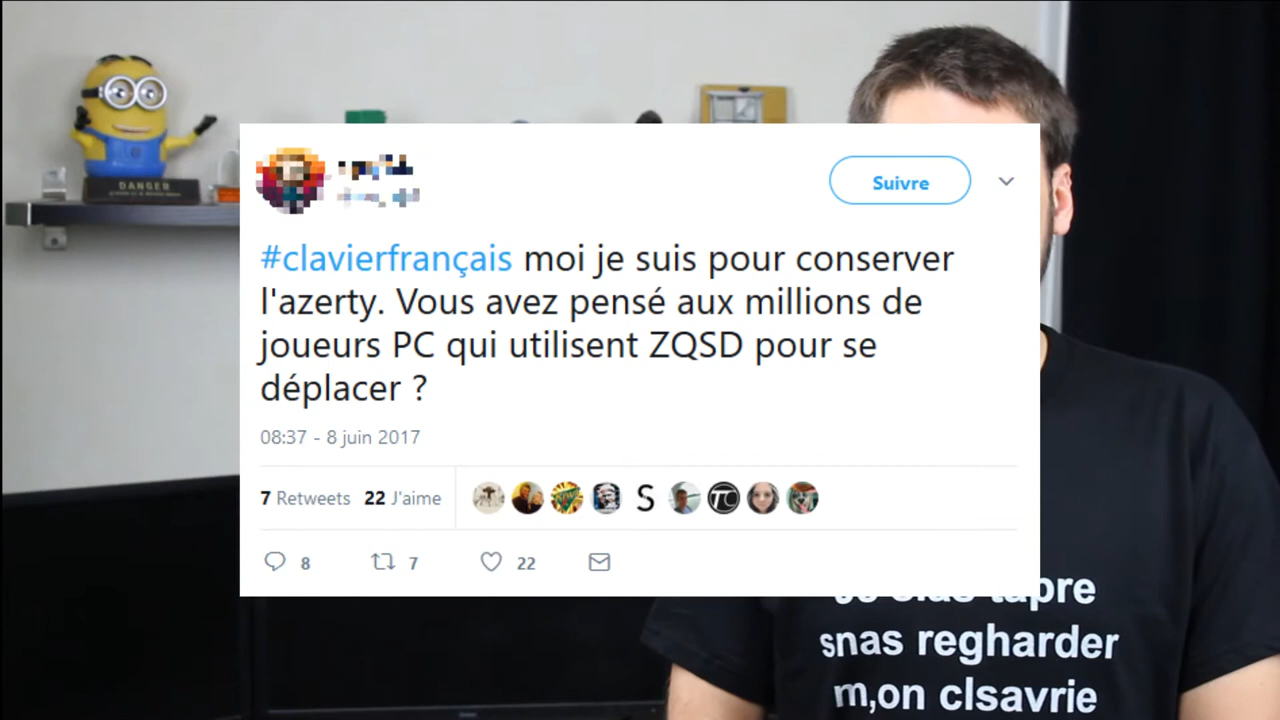 DANGER
Suivre
#clavierfrançais moi je suis pour conserver
l'azerty. Vous avez pensé aux millions de
joueurs PC qui utilisent ZQSD pour se
déplacer ?
08:37 - 8 juin 2017
7 Retweets 22 J'aime
S
TC
8 7 22
tapre
snas regharder
m,on clsavrie